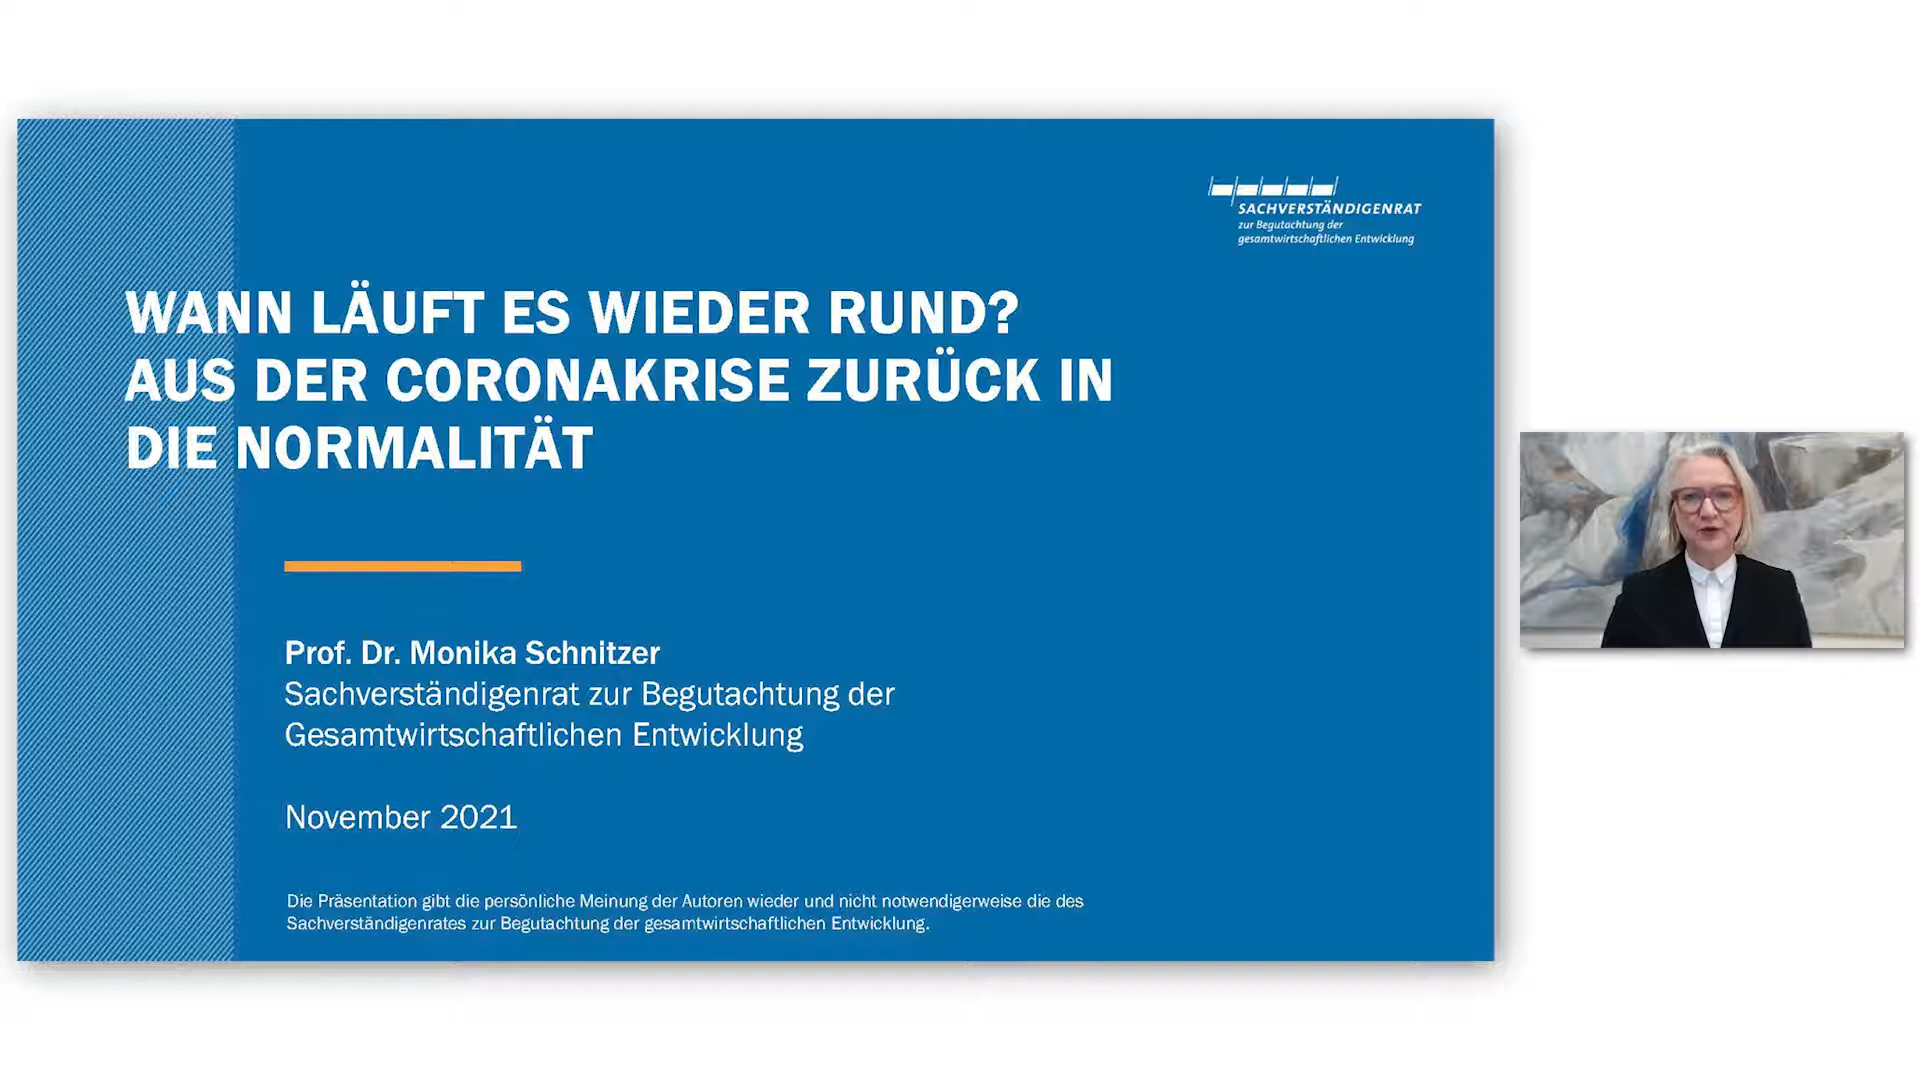 SACHVERSTÄNDIGENRAT
zur Begutachtung der
gesamtwirtschaftlichen Entwicklung
WANN LÄUFT ES WIEDER RUND?
AUS DER CORONAKRISE ZURÜCK IN
DIE NORMALITÄT
Prof. Dr. Monika Schnitzer
Sachverständigenrat zur Begutachtung der
Gesamtwirtschaftlichen Entwicklung
November 2021
Die Präsentation gibt die persönliche Meinung der Autoren wieder und nicht notwendigerweise die des
Sachverständigenrates zur Begutachtung der gesamtwirtschaftlichen Entwicklung.